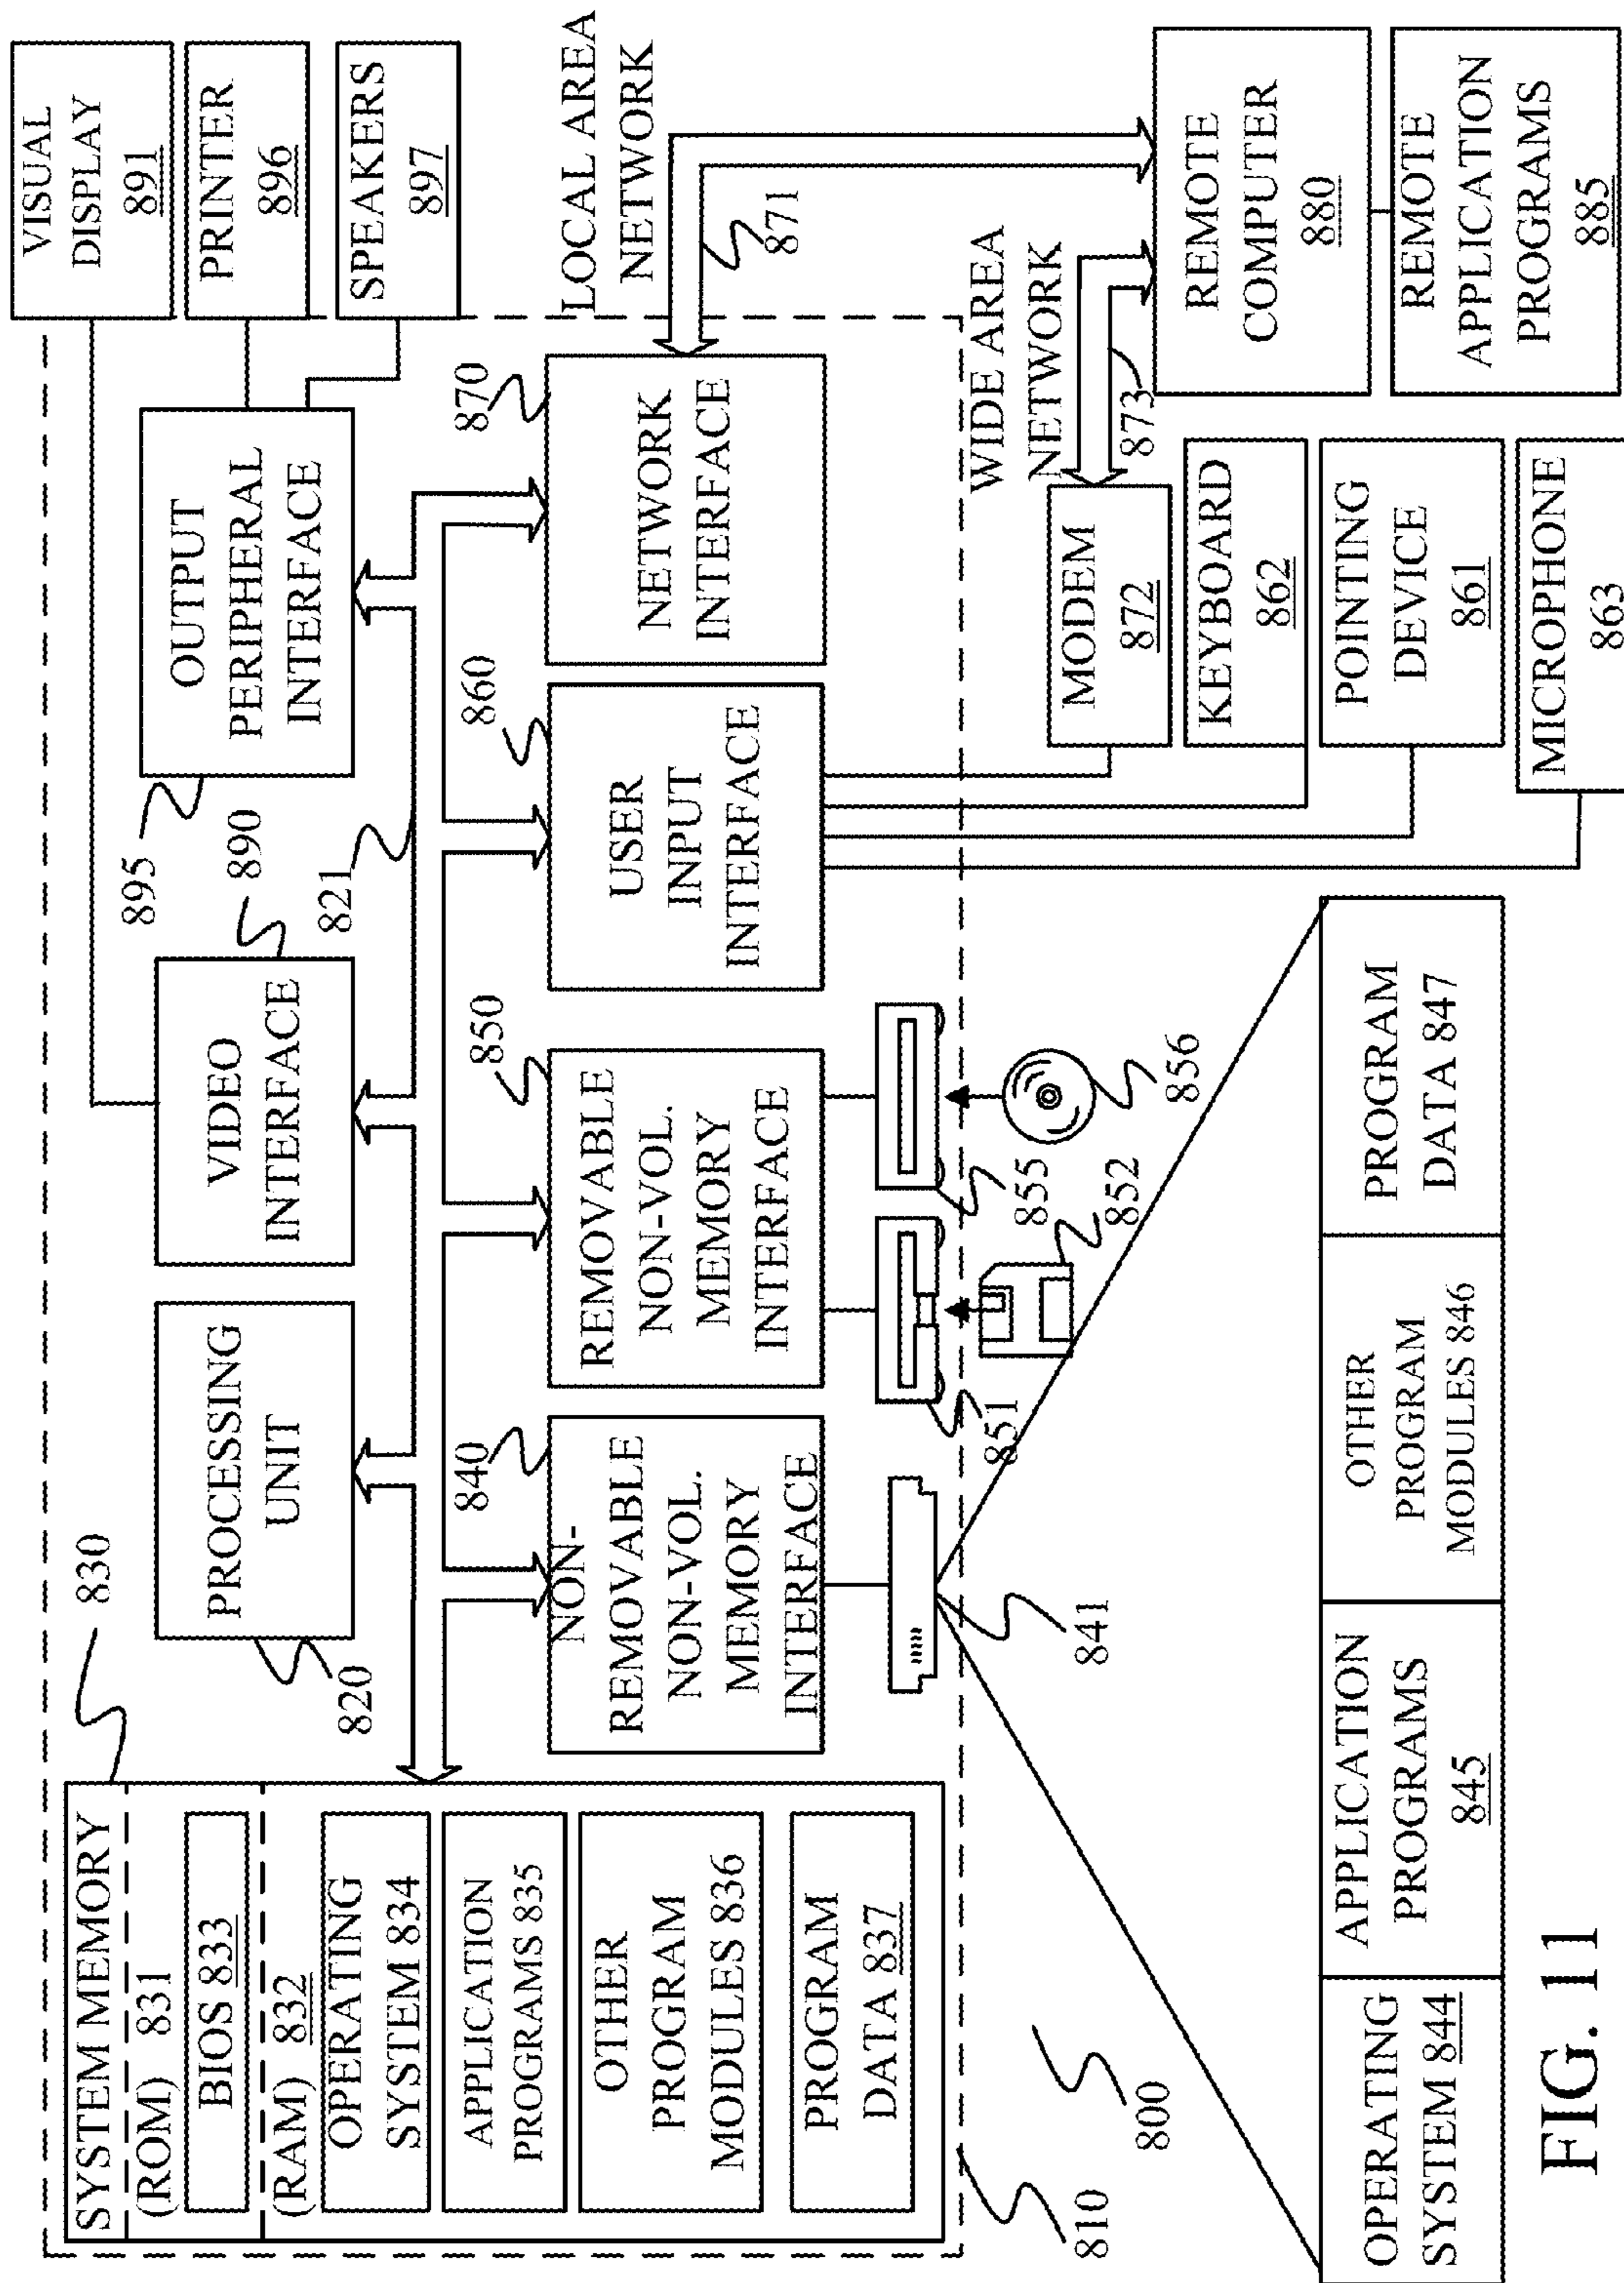 SYSTEM MEMORY
(ROM) 831
BIOS 833
(RAM) 832
OPERATING
SYSTEM 834
APPLICATION
PROGRAMS 835
OTHER
PROGRAM
MODULES 836
PROGRAM
DATA 837
830
PROCESSING
UNIT
820
VIDEO
INTERFACE
890
821
OUTPUT
PERIPHERAL
INTERFACE
895
VISUAL
DISPLAY
891
PRINTER
896
SPEAKERS
897
NON-
REMOVABLE
NON-VOL.
MEMORY
INTERFACE
840
REMOVABLE
NON-VOL.
MEMORY
INTERFACE
850
USER
INPUT
INTERFACE
860
NETWORK
INTERFACE
870
LOCAL AREA
NETWORK
871
841
851
852
855
856
WIDE AREA
NETWORK
873
MODEM
872
KEYBOARD
862
POINTING
DEVICE
861
MICROPHONE
863
REMOTE
COMPUTER
880
REMOTE
APPLICATION
PROGRAMS
885
810
800
OPERATING
SYSTEM 844
APPLICATION
PROGRAMS
845
OTHER
PROGRAM
MODULES 846
PROGRAM
DATA 847
FIG. 11